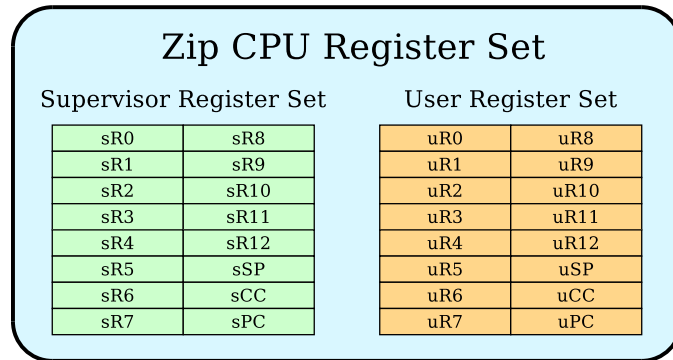 Zip CPU Register Set
Supervisor Register Set
sR0 sR8
sR1 sR9
sR2 sR10
sR3 sR11
sR4 sR12
sR5 sSP
sR6 sCC
sR7 sPC
User Register Set
uR0 uR8
uR1 uR9
uR2 uR10
uR3 uR11
uR4 uR12
uR5 uSP
uR6 uCC
uR7 uPC